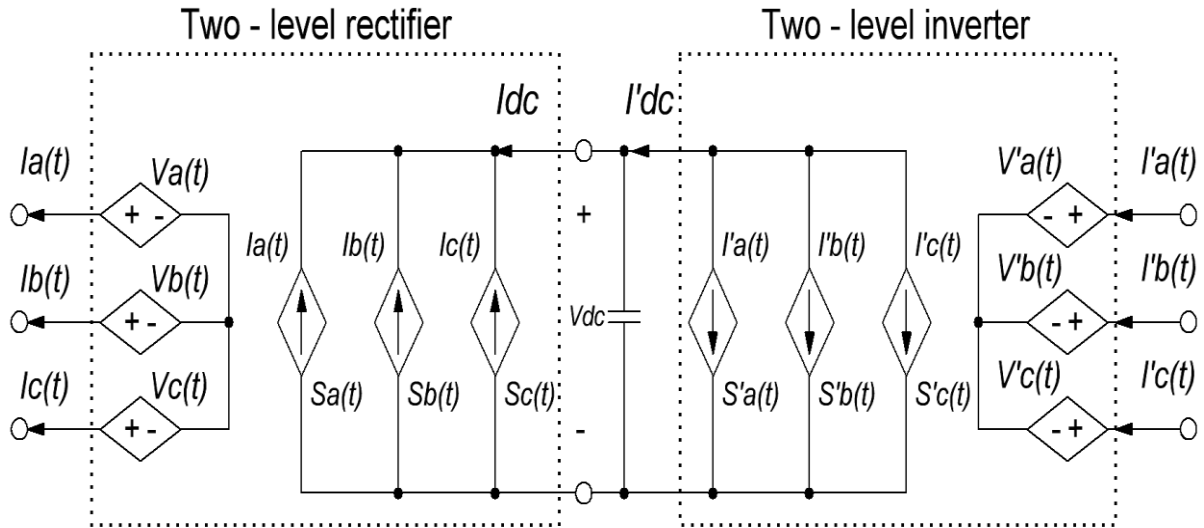 Two - level rectifier
Two - level inverter
Idc
I'dc
Ia(t)
Va(t)
+ -
Ib(t)
Vb(t)
+ -
Ic(t)
Vc(t)
+ -
Ia(t)
Ib(t)
Ic(t)
Sa(t)
Sb(t)
Sc(t)
+
Vdc
-
I'a(t)
I'b(t)
I'c(t)
S'a(t)
S'b(t)
S'c(t)
V'a(t)
I'a(t)
- +
V'b(t)
I'b(t)
- +
V'c(t)
I'c(t)
- +